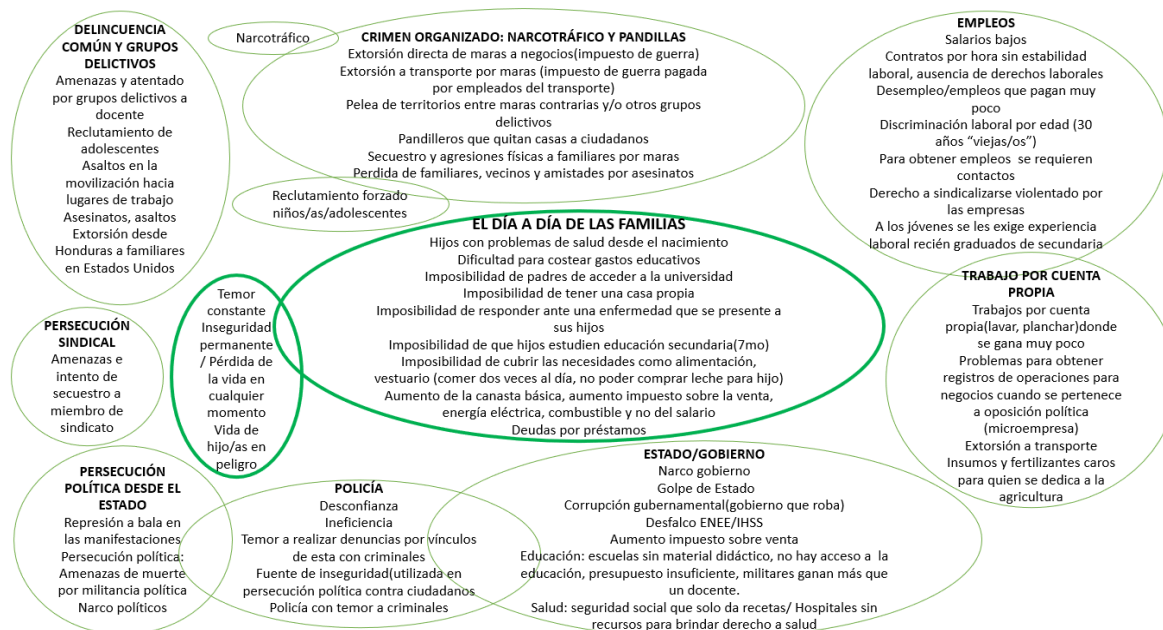 DELINCUENCIA
COMÚN Y GRUPOS
DELICTIVOS
Amenazas y atentado
por grupos delictivos a
docente
Reclutamiento de
adolescentes
Asaltos en la
movilización hacia
lugares de trabajo
Asesinatos, asaltos
Extorsión desde
Honduras a familiares
en Estados Unidos
Narcotráfico
CRIMEN ORGANIZADO: NARCOTRÁFICO Y PANDILLAS
Extorsión directa de maras a negocios(impuesto de guerra)
Extorsión a transporte por maras (impuesto de guerra pagada
por empleados del transporte)
Pelea de territorios entre maras contrarias y/o otros grupos
delictivos
Pandilleros que quitan casas a ciudadanos
Secuestro y agresiones físicas a familiares por maras
Perdida de familiares, vecinos y amistades por asesinatos
Reclutamiento forzado
niños/as/adolescentes
EMPLEOS
Salarios bajos
Contratos por hora sin estabilidad
laboral, ausencia de derechos laborales
Desempleo/empleos que pagan muy
poco
Discriminación laboral por edad (30
años “viejas/os”)
Para obtener empleos se requieren
contactos
Derecho a sindicalizarse violentado por
las empresas
A los jóvenes se les exige experiencia
laboral recién graduados de secundaria
EL DÍA A DÍA DE LAS FAMILIAS
Hijos con problemas de salud desde el nacimiento
Dificultad para costear gastos educativos
Imposibilidad de padres de acceder a la universidad
Imposibilidad de tener una casa propia
Imposibilidad de responder ante una enfermedad que se presente a
sus hijos
Imposibilidad de que hijos estudien educación secundaria(7mo)
Imposibilidad de cubrir las necesidades como alimentación,
vestuario (comer dos veces al día, no poder comprar leche para hijo)
Aumento de la canasta básica, aumento impuesto sobre la venta,
energía eléctrica, combustible y no del salario
Deudas por préstamos
Temor
constante
Inseguridad
permanente
/ Pérdida de
la vida en
cualquier
momento
Vida de
hijo/as en
peligro
PERSECUCIÓN
SINDICAL
Amenazas e
intento de
secuestro a
miembro de
sindicato
TRABAJO POR CUENTA
PROPIA
Trabajos por cuenta
propia(lavar, planchar)donde
se gana muy poco
Problemas para obtener
registros de operaciones para
negocios cuando se pertenece
a oposición política
(microempresa)
Extorsión a transporte
Insumos y fertilizantes caros
para quien se dedica a la
agricultura
PERSECUCIÓN
POLÍTICA DESDE EL
ESTADO
Represión a bala en
las manifestaciones
Persecución política:
Amenazas de muerte
por militancia política
Narco políticos
POLICÍA
Desconfianza
Ineficiencia
Temor a realizar denuncias por vínculos
de esta con criminales
Fuente de inseguridad(utilizada en
persecución política contra ciudadanos
Policía con temor a criminales
ESTADO/GOBIERNO
Narco gobierno
Golpe de Estado
Corrupción gubernamental(gobierno que roba)
Desfalco ENEE/IHSS
Aumento impuesto sobre venta
Educación: escuelas sin material didáctico, no hay acceso a la
educación, presupuesto insuficiente, militares ganan más que
un docente.
Salud: seguridad social que solo da recetas/ Hospitales sin
recursos para brindar derecho a salud